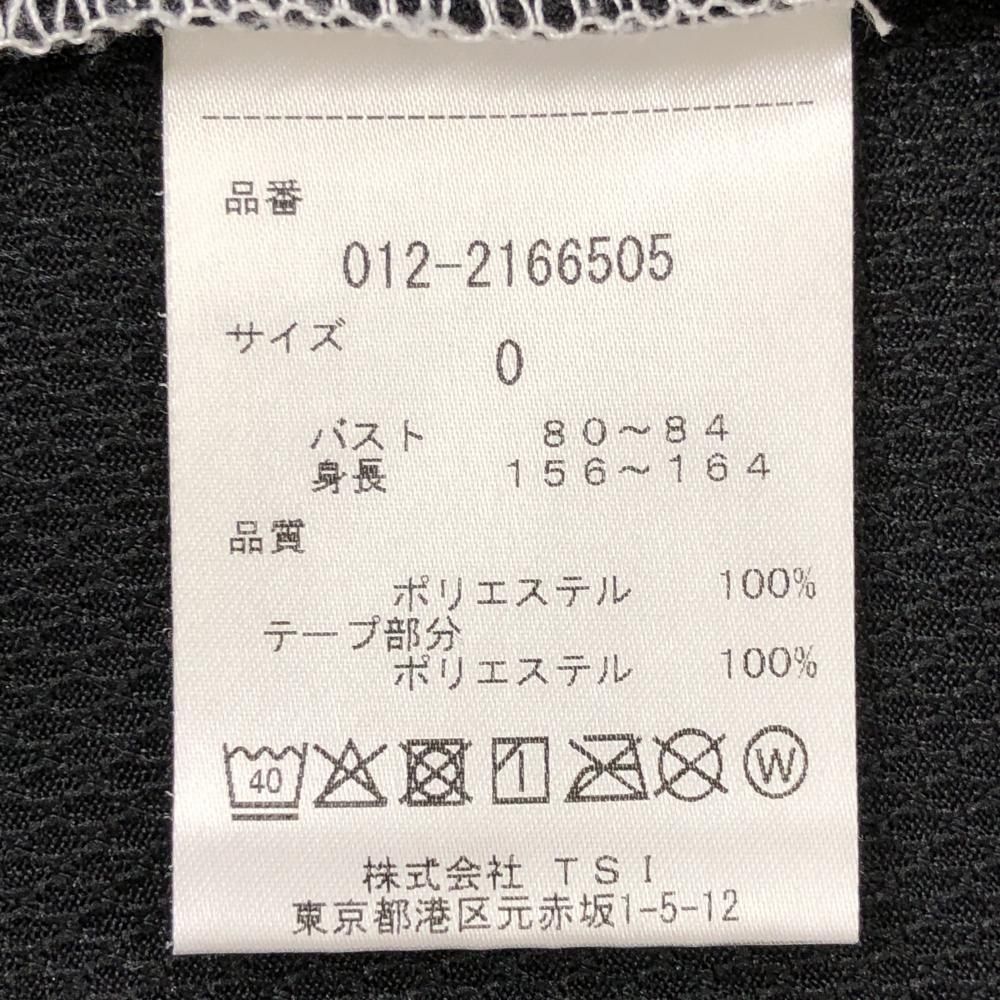 品番
012-2166505
サイズ
0
バスト 80〜84
身長 156〜164
品質
ポリエステル 100%
テープ部分
ポリエステル 100%
40 W
株式会社 TSI
東京都港区元赤坂1-5-12